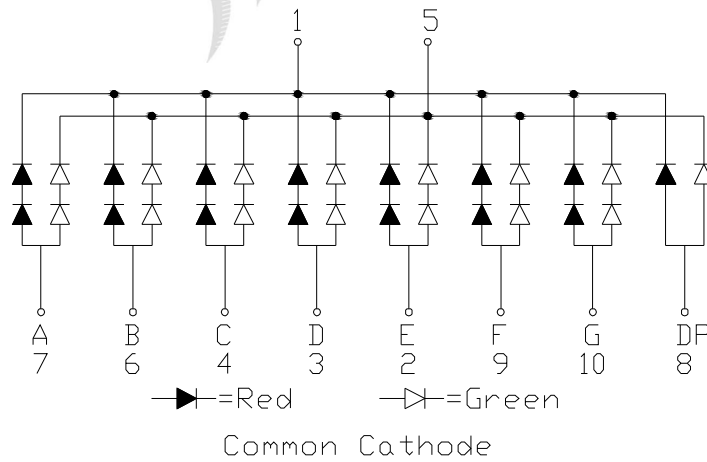 1 5
A B C D E F G DP
7 6 4 3 2 9 10 8
=Red =Green
Common Cathode